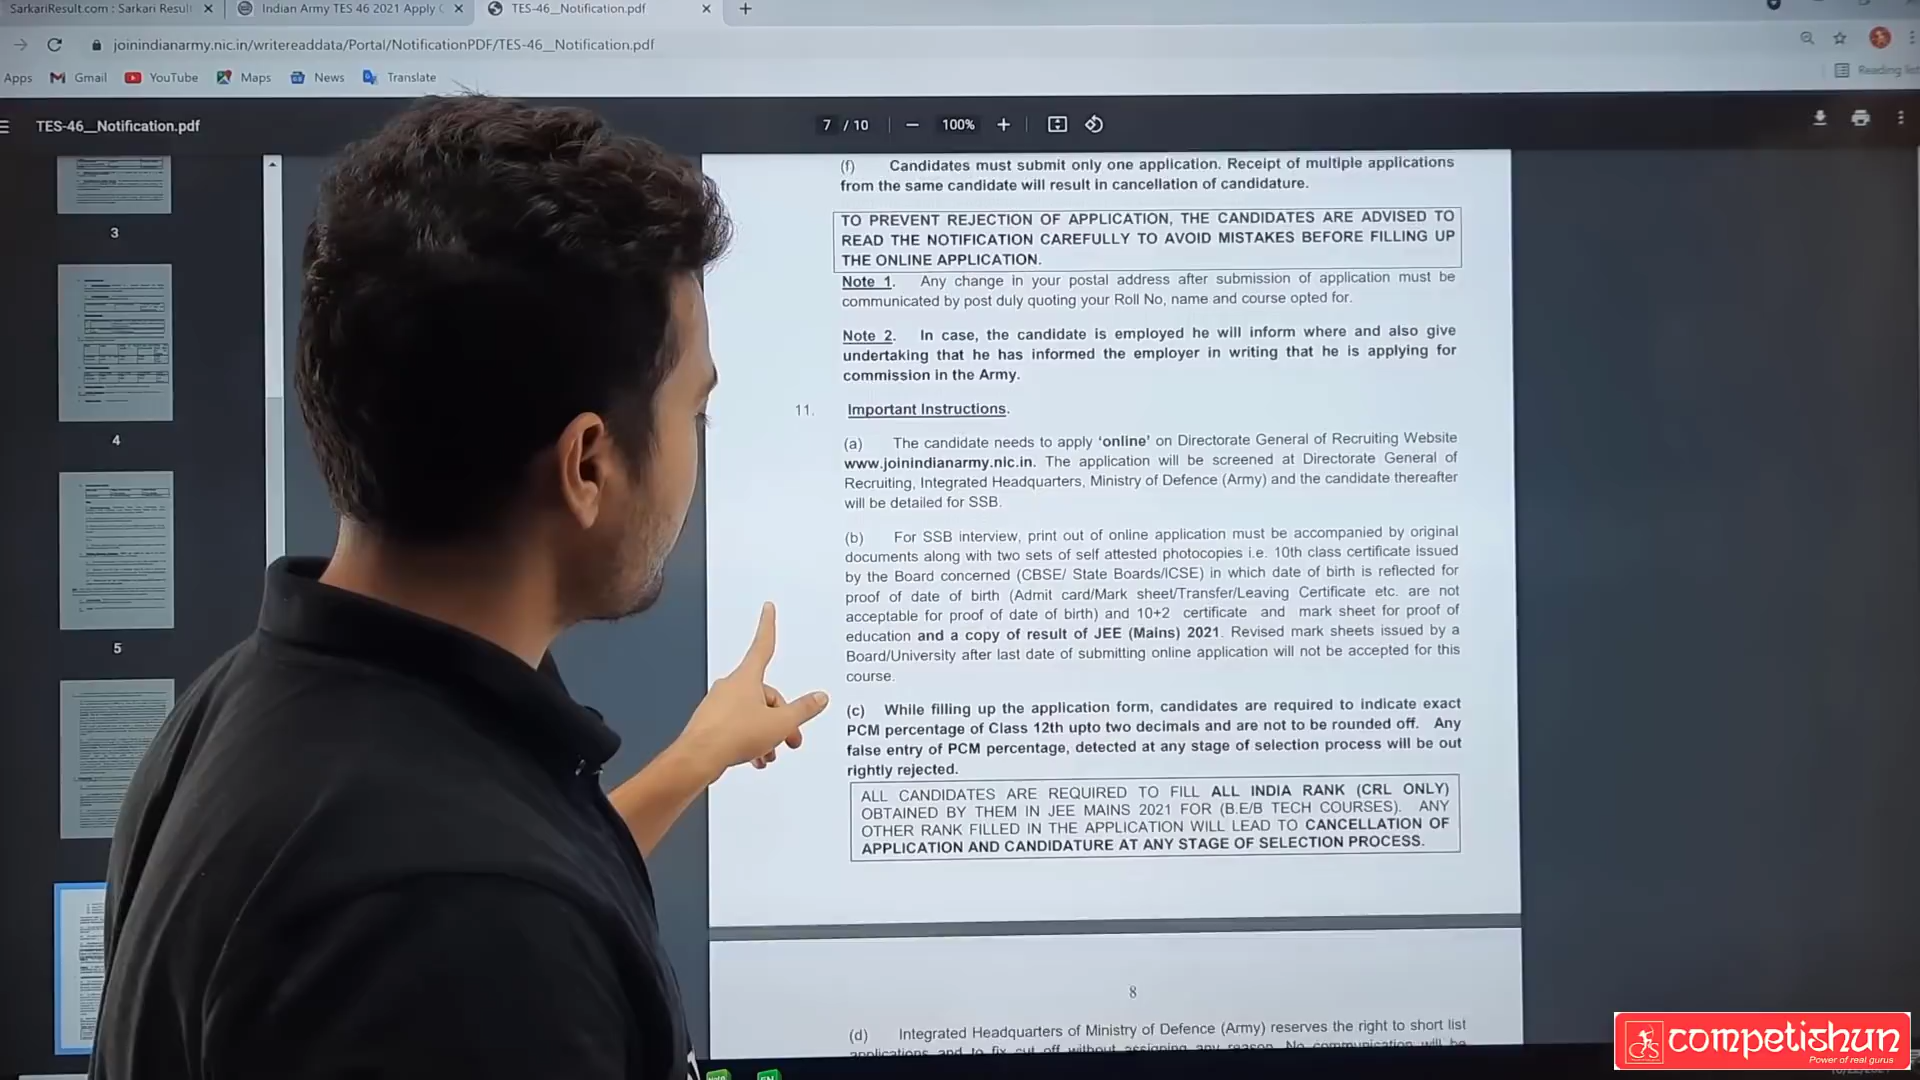 SarkariResult.com : Sarkari Result
Indian Army TES 46 2021 Apply
TES-46__Notification.pdf
joinindianarmy.nic.in/writereaddata/Portal/NotificationPDF/TES-46__Notification.pdf
Apps
Gmail
YouTube
Maps
News
Translate
Reading list
TES-46__Notification.pdf
7 / 10
100%
3
4
5
(f) Candidates must submit only one application. Receipt of multiple applications
from the same candidate will result in cancellation of candidature.
TO PREVENT REJECTION OF APPLICATION, THE CANDIDATES ARE ADVISED TO
READ THE NOTIFICATION CAREFULLY TO AVOID MISTAKES BEFORE FILLING UP
THE ONLINE APPLICATION.
Note 1. Any change in your postal address after submission of application must be
communicated by post duly quoting your Roll No, name and course opted for.
Note 2. In case, the candidate is employed he will inform where and also give
undertaking that he has informed the employer in writing that he is applying for
commission in the Army.
11. Important Instructions.
(a) The candidate needs to apply ‘online’ on Directorate General of Recruiting Website
www.joinindianarmy.nic.in. The application will be screened at Directorate General of
Recruiting, Integrated Headquarters, Ministry of Defence (Army) and the candidate thereafter
will be detailed for SSB.
(b) For SSB interview, print out of online application must be accompanied by original
documents along with two sets of self attested photocopies i.e. 10th class certificate issued
by the Board concerned (CBSE/ State Boards/ICSE) in which date of birth is reflected for
proof of date of birth (Admit card/Mark sheet/Transfer/Leaving Certificate etc. are not
acceptable for proof of date of birth) and 10+2 certificate and mark sheet for proof of
education and a copy of result of JEE (Mains) 2021. Revised mark sheets issued by a
Board/University after last date of submitting online application will not be accepted for this
course.
(c) While filling up the application form, candidates are required to indicate exact
PCM percentage of Class 12th upto two decimals and are not to be rounded off. Any
false entry of PCM percentage, detected at any stage of selection process will be out
rightly rejected.
ALL CANDIDATES ARE REQUIRED TO FILL ALL INDIA RANK (CRL ONLY)
OBTAINED BY THEM IN JEE MAINS 2021 FOR (B.E/B TECH COURSES). ANY
OTHER RANK FILLED IN THE APPLICATION WILL LEAD TO CANCELLATION OF
APPLICATION AND CANDIDATURE AT ANY STAGE OF SELECTION PROCESS.
8
(d) Integrated Headquarters of Ministry of Defence (Army) reserves the right to short list
applications and to fix cut off without assigning any reason. No communication will be
competishun
Power of real gurus